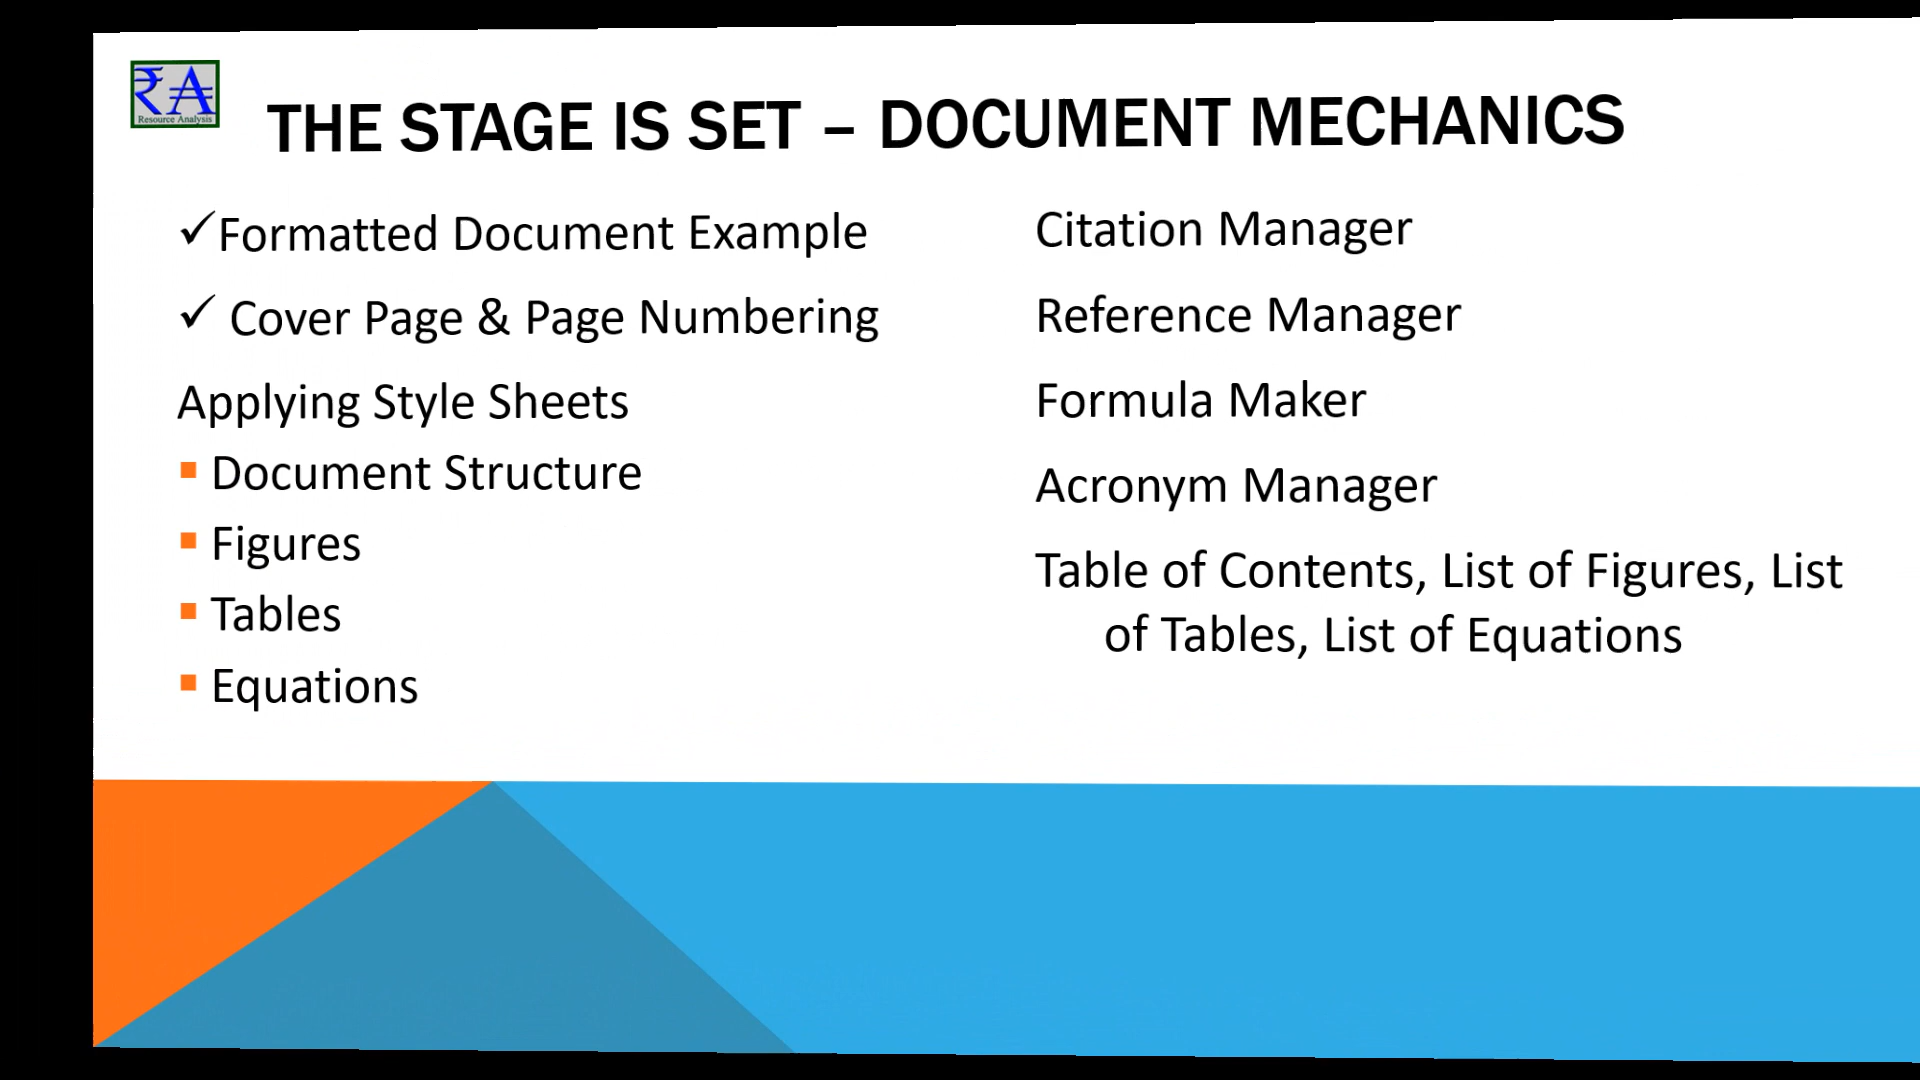 ₹A
Resource Analysis
THE STAGE IS SET – DOCUMENT MECHANICS
✓Formatted Document Example
✓ Cover Page & Page Numbering
Applying Style Sheets
▪ Document Structure
▪ Figures
▪ Tables
▪ Equations
Citation Manager
Reference Manager
Formula Maker
Acronym Manager
Table of Contents, List of Figures, List
of Tables, List of Equations